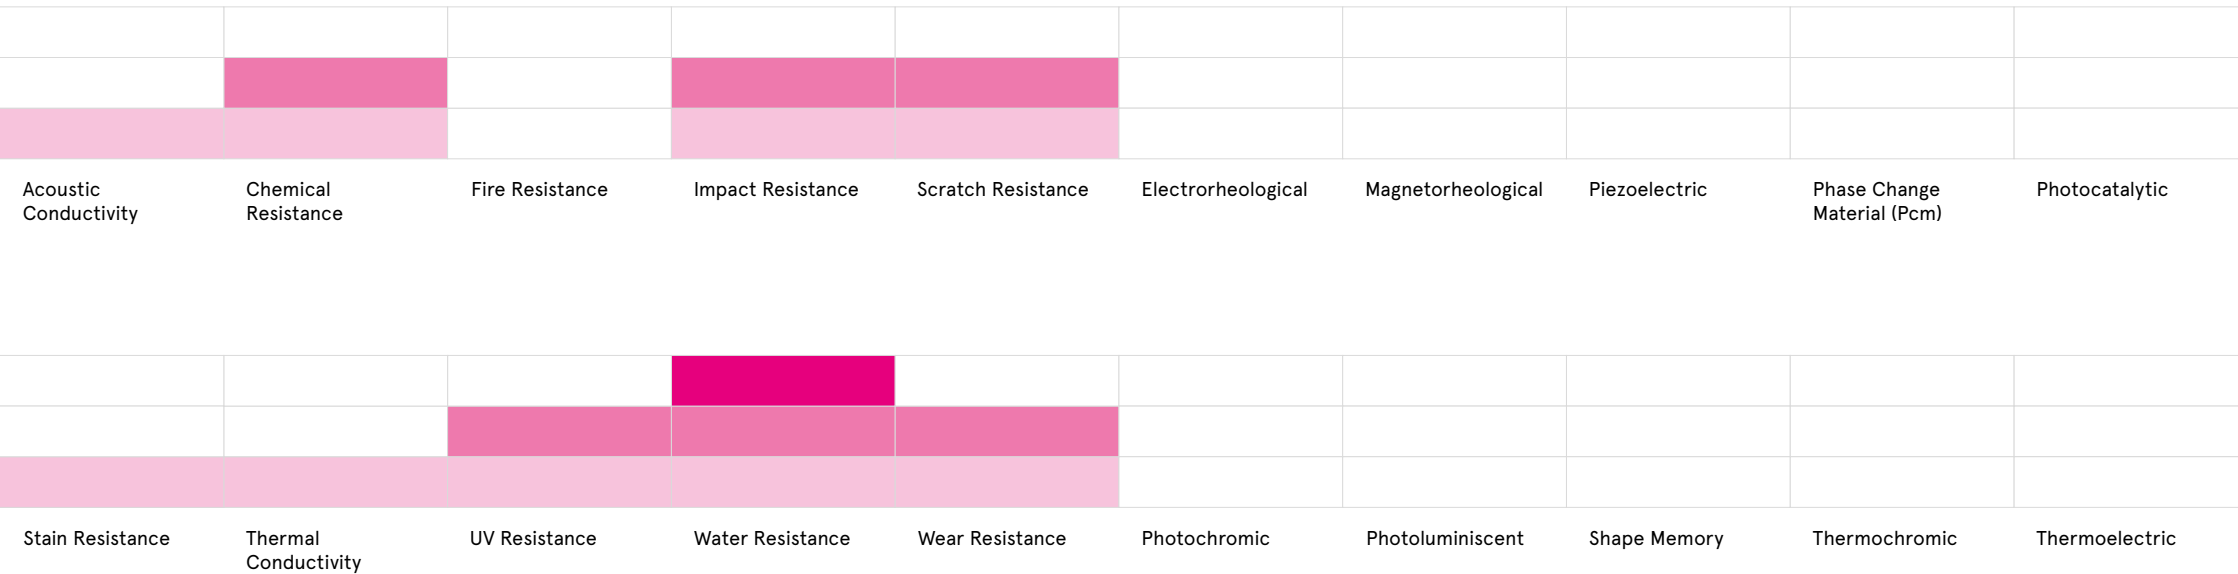 Acoustic
Conductivity
Chemical
Resistance
Fire Resistance
Impact Resistance
Scratch Resistance
Electrorheological
Magnetorheological
Piezoelectric
Phase Change
Material (Pcm)
Photocatalytic
Stain Resistance
Thermal
Conductivity
UV Resistance
Water Resistance
Wear Resistance
Photochromic
Photoluminiscent
Shape Memory
Thermochromic
Thermoelectric